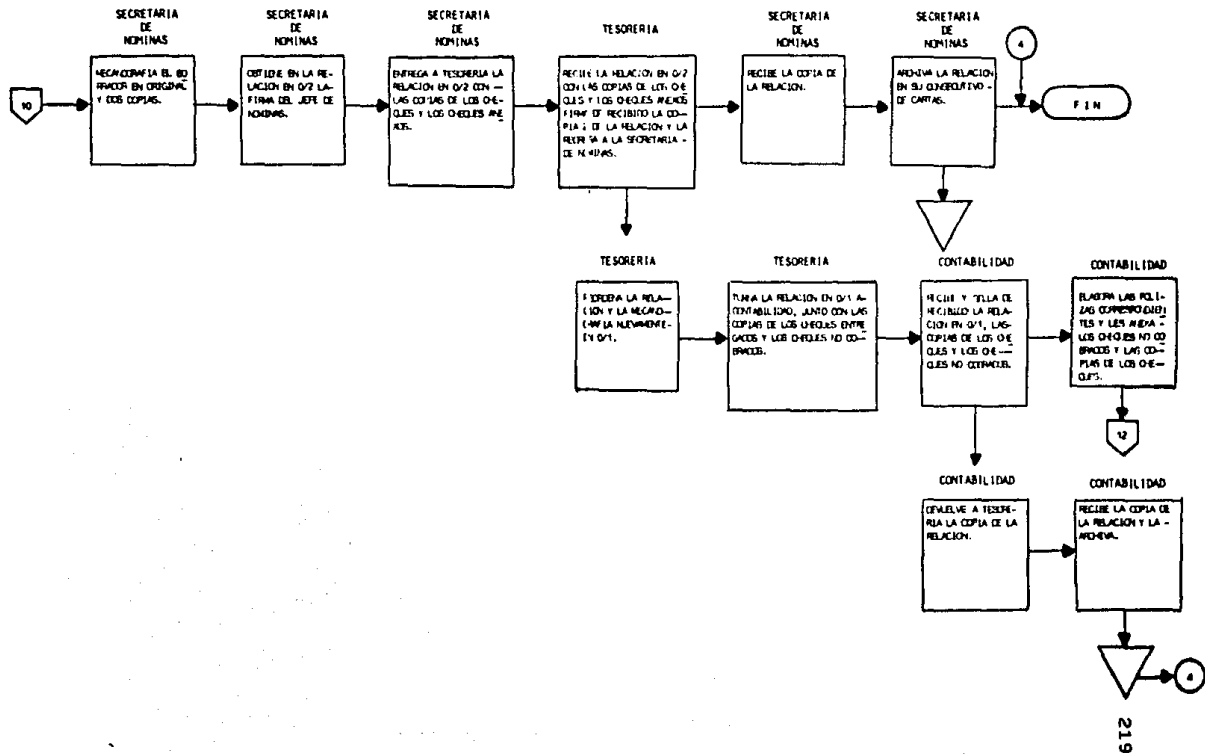 SECRETARIA
DE
NOMINAS
SECRETARIA
DE
NOMINAS
SECRETARIA
DE
NOMINAS
TESORERIA
SECRETARIA
DE
NOMINAS
SECRETARIA
DE
NOMINAS
4
10
MECANOGRAFIA EL BO
RRADOR EN ORIGINAL
Y DOS COPIAS.
OBTIENE EN LA RE-
LACION EN O/2 LA-
FIRMA DEL JEFE DE
NOMINAS.
ENTREGA A TESORERIA LA
RELACION EN O/2 CON —
LAS COPIAS DE LOS CHE-
QUES Y LOS CHEQUES ANE
XOS.
RECIBE LA RELACION EN O/2
CON LAS COPIAS DE LOS CHE
QUES Y LOS CHEQUES ANEXOS
FIRMA DE RECIBIDO LA CO—
PIA 2 DE LA RELACION Y LA
REGRESA A LA SECRETARIA -
DE NOMINAS.
RECIBE LA COPIA DE
LA RELACION.
ARCHIVA LA RELACION
EN SU CONSECUTIVO -
DE CARTAS.
F I N
TESORERIA
TESORERIA
CONTABILIDAD
CONTABILIDAD
REORDENA LA RELA—
CION Y LA MECANO—
GRAFIA NUEVAMENTE-
EN O/1.
TURNA LA RELACION EN O/1 A-
CONTABILIDAD, JUNTO CON LAS
COPIAS DE LOS CHEQUES ENTRE
GADOS Y LOS CHEQUES NO CO—
BRADOS.
RECIBE Y SELLA DE
RECIBIDO LA RELA—
CION EN O/1, LAS-
COPIAS DE LOS CHE
QUES Y LOS CHE—
QUES NO COBRADOS.
ELABORA LAS POLI-
ZAS CORRESPONDIEN
TES Y LES ANEXA -
LOS CHEQUES NO CO
BRADOS Y LAS CO—
PIAS DE LOS CHE—
QUES.
12
CONTABILIDAD
CONTABILIDAD
DEVUELVE A TESORE-
RIA LA COPIA DE LA
RELACION.
RECIBE LA COPIA DE
LA RELACION Y LA -
ARCHIVA.
4
219